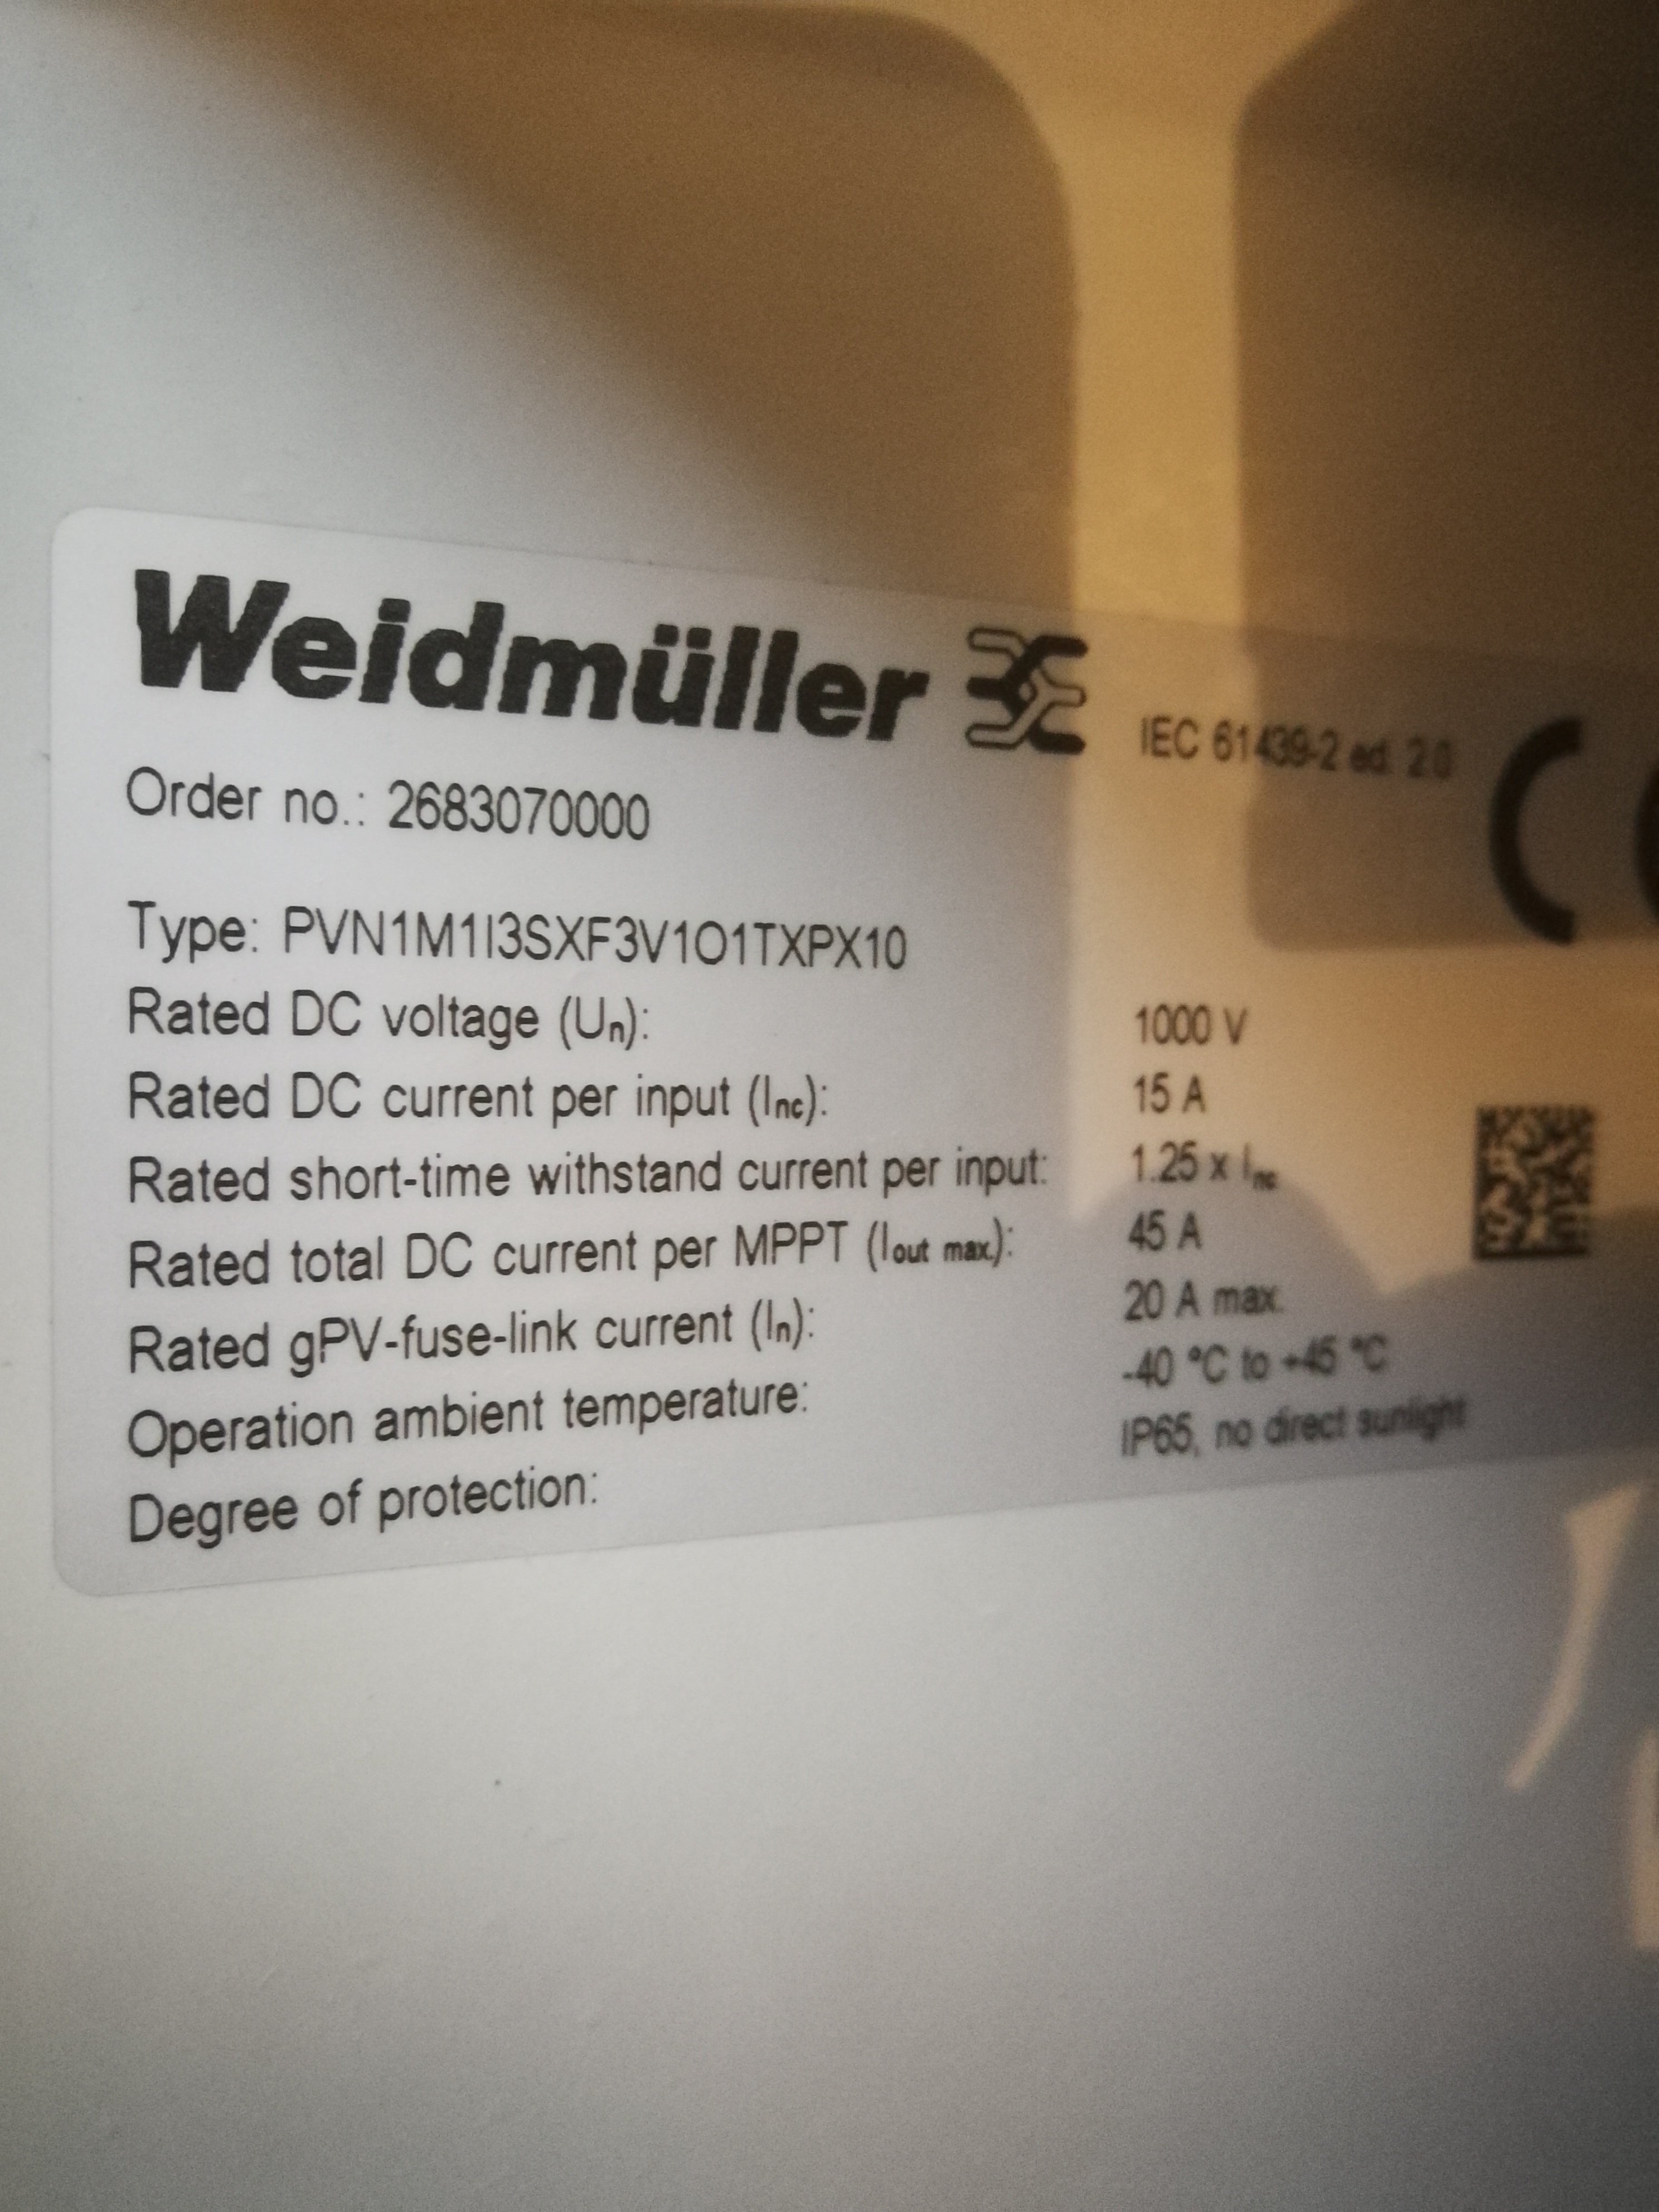 Weidmüller
IEC 61439-2 ed. 2.0
CE
Order no.: 2683070000
Type: PVN1M1I3SXF3V1O1TXPX10
Rated DC voltage (Un): 1000 V
Rated DC current per input (Inc): 15 A
Rated short-time withstand current per input: 1.25 x Inc
Rated total DC current per MPPT (Iout max.): 45 A
Rated gPV-fuse-link current (In): 20 A max.
Operation ambient temperature: -40 °C to +45 °C
Degree of protection: IP65, no direct sunlight